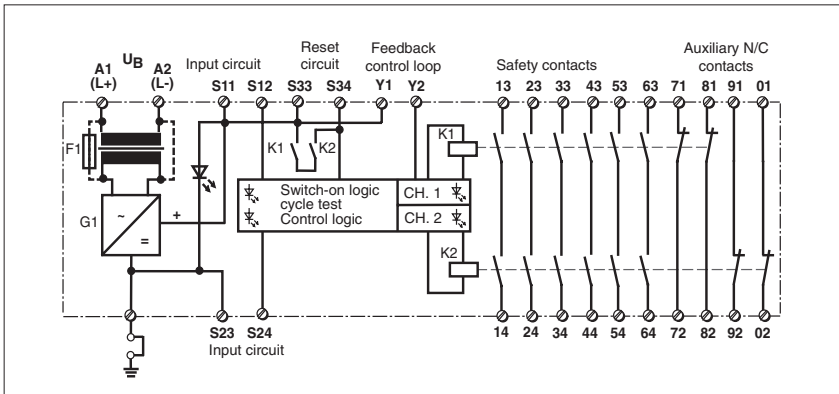 UB
Input circuit
Reset circuit
Feedback control loop
Safety contacts
Auxiliary N/C contacts
A1 (L+)
A2 (L-)
S11 S12 S33 S34 Y1 Y2 13 23 33 43 53 63 71 81 91 01
F1
K1 K2
K1
Switch-on logic
cycle test
Control logic
CH. 1
CH. 2
G1
~
=
+
K2
S23 S24
Input circuit
14 24 34 44 54 64 72 82 92 02